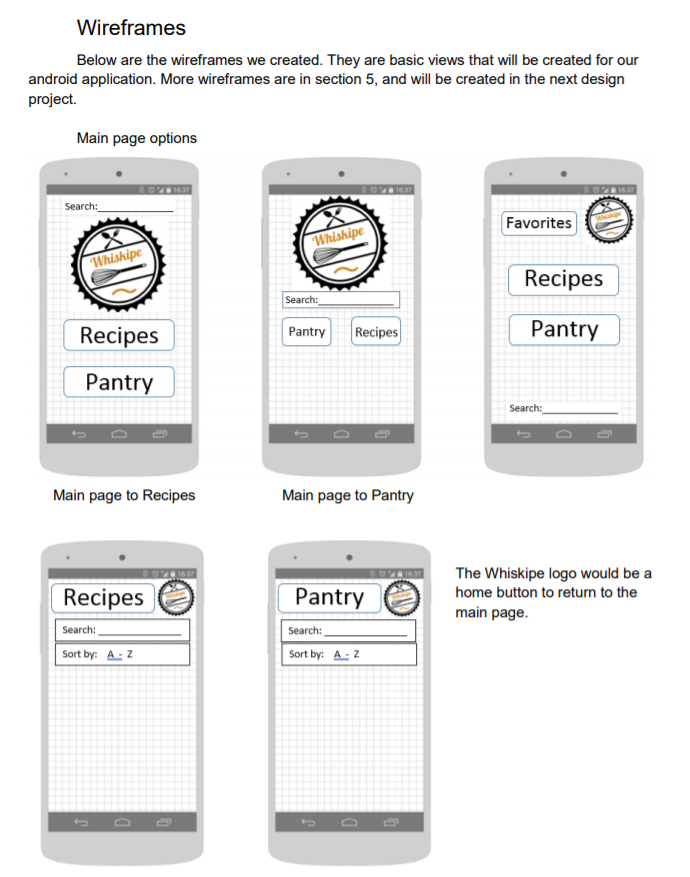 Wireframes
Below are the wireframes we created. They are basic views that will be created for our
android application. More wireframes are in section 5, and will be created in the next design
project.
Main page options
16:37
Search:
Whiskipe
Recipes
Pantry
16:37
Whiskipe
Search:
Pantry
Recipes
16:37
Favorites
Whiskipe
Recipes
Pantry
Search:
Main page to Recipes
Main page to Pantry
16:37
Recipes
Whiskipe
Search:
Sort by: A - Z
16:37
Pantry
Whiskipe
Search:
Sort by: A - Z
The Whiskipe logo would be a
home button to return to the
main page.